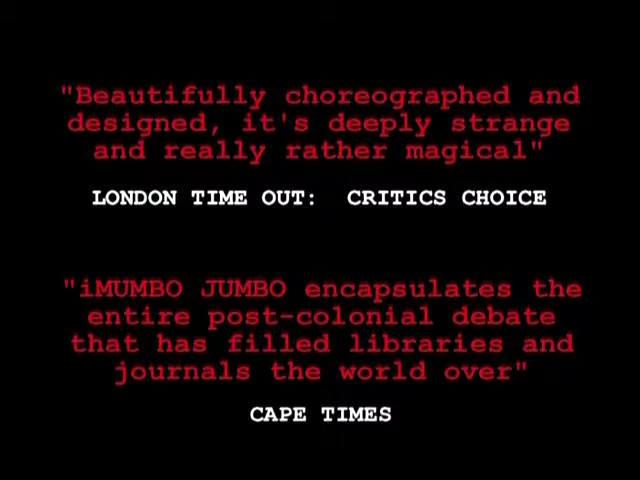 "Beautifully choreographed and
designed, it's deeply strange
and really rather magical"
LONDON TIME OUT:  CRITICS CHOICE
"iMUMBO JUMBO encapsulates the
entire post-colonial debate
that has filled libraries and
journals the world over"
CAPE TIMES